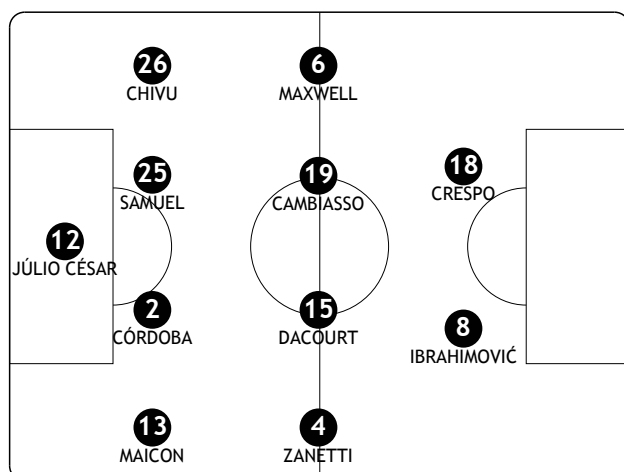 26
CHIVU
6
MAXWELL
25
SAMUEL
19
CAMBIASSO
18
CRESPO
12
JÚLIO CÉSAR
2
CÓRDOBA
15
DACOURT
8
IBRAHIMOVIĆ
13
MAICON
4
ZANETTI